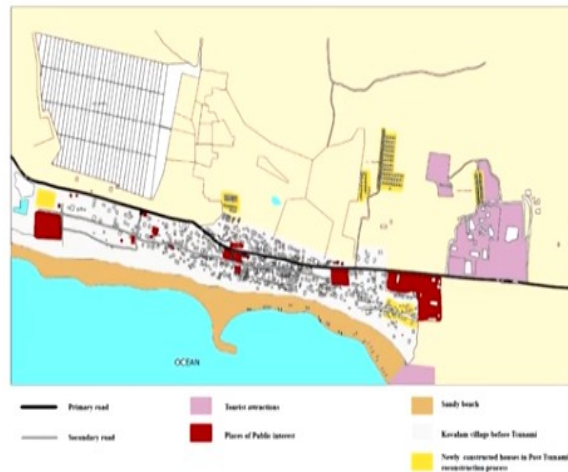 OCEAN
Primary road
Tourist attractions
Sandy beach
Secondary road
Places of Public interest
Kovalam village before Tsunami
Newly constructed houses in Post Tsunami
reconstruction process